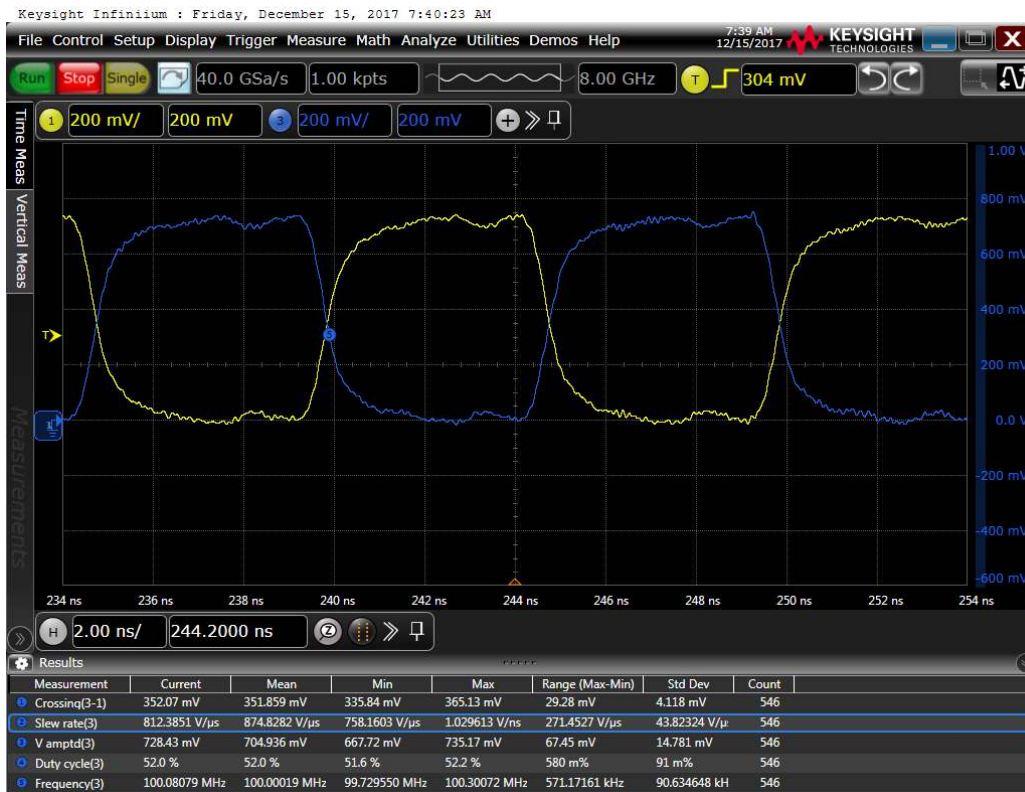 Keysight Infiniium : Friday, December 15, 2017 7:40:23 AM
File Control Setup Display Trigger Measure Math Analyze Utilities Demos Help 7:39 AM 12/15/2017 KEYSIGHT TECHNOLOGIES X
Run Stop Single 40.0 GSa/s 1.00 kpts 8.00 GHz T 304 mV
1 200 mV/ 200 mV 3 200 mV/ 200 mV +
Time Meas
Vertical Meas
Measurements
1.00 V
800 mV
600 mV
400 mV
T
5
200 mV
0.0 V
-200 mV
-400 mV
-600 mV
234 ns 236 ns 238 ns 240 ns 242 ns 244 ns 246 ns 248 ns 250 ns 252 ns 254 ns
H 2.00 ns/ 244.2000 ns Z
Results
Measurement Current Mean Min Max Range (Max-Min) Std Dev Count
1 Crossing(3-1) 352.07 mV 351.859 mV 335.84 mV 365.13 mV 29.28 mV 4.118 mV 546
2 Slew rate(3) 812.3851 V/µs 874.8282 V/µs 758.1603 V/µs 1.029613 V/ns 271.4527 V/µs 43.82324 V/µ 546
3 V amptd(3) 728.43 mV 704.936 mV 667.72 mV 735.17 mV 67.45 mV 14.781 mV 546
4 Duty cycle(3) 52.0 % 52.0 % 51.6 % 52.2 % 580 m% 91 m% 546
5 Frequency(3) 100.08079 MHz 100.00019 MHz 99.729550 MHz 100.30072 MHz 571.17161 kHz 90.634648 kH 546